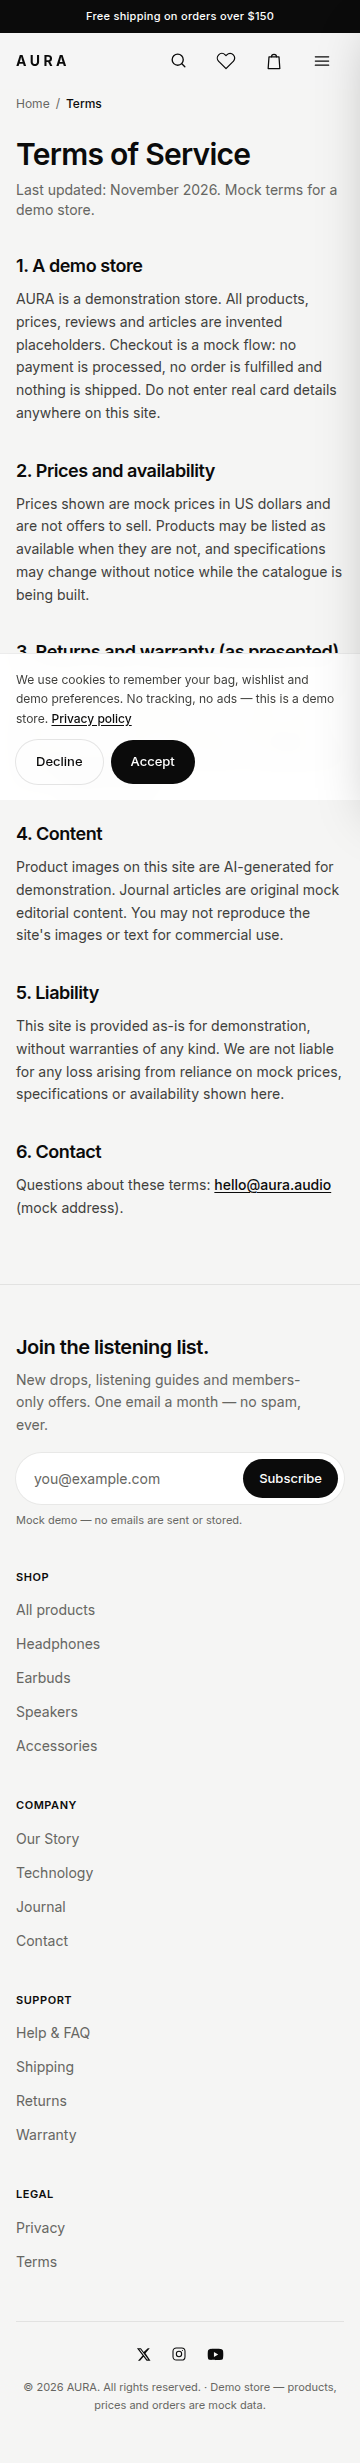 Free shipping on orders over $150
AURA
Home / Terms
Terms of Service
Last updated: November 2026. Mock terms for a
demo store.
1. A demo store
AURA is a demonstration store. All products,
prices, reviews and articles are invented
placeholders. Checkout is a mock flow: no
payment is processed, no order is fulfilled and
nothing is shipped. Do not enter real card details
anywhere on this site.
2. Prices and availability
Prices shown are mock prices in US dollars and
are not offers to sell. Products may be listed as
available when they are not, and specifications
may change without notice while the catalogue is
being built.
3. Returns and warranty (as presented)
We use cookies to remember your bag, wishlist and
demo preferences. No tracking, no ads — this is a demo
store. Privacy policy
Decline
Accept
4. Content
Product images on this site are AI-generated for
demonstration. Journal articles are original mock
editorial content. You may not reproduce the
site's images or text for commercial use.
5. Liability
This site is provided as-is for demonstration,
without warranties of any kind. We are not liable
for any loss arising from reliance on mock prices,
specifications or availability shown here.
6. Contact
Questions about these terms: hello@aura.audio
(mock address).
Join the listening list.
New drops, listening guides and members-
only offers. One email a month — no spam,
ever.
you@example.com
Subscribe
Mock demo — no emails are sent or stored.
SHOP
All products
Headphones
Earbuds
Speakers
Accessories
COMPANY
Our Story
Technology
Journal
Contact
SUPPORT
Help & FAQ
Shipping
Returns
Warranty
LEGAL
Privacy
Terms
© 2026 AURA. All rights reserved. · Demo store — products,
prices and orders are mock data.